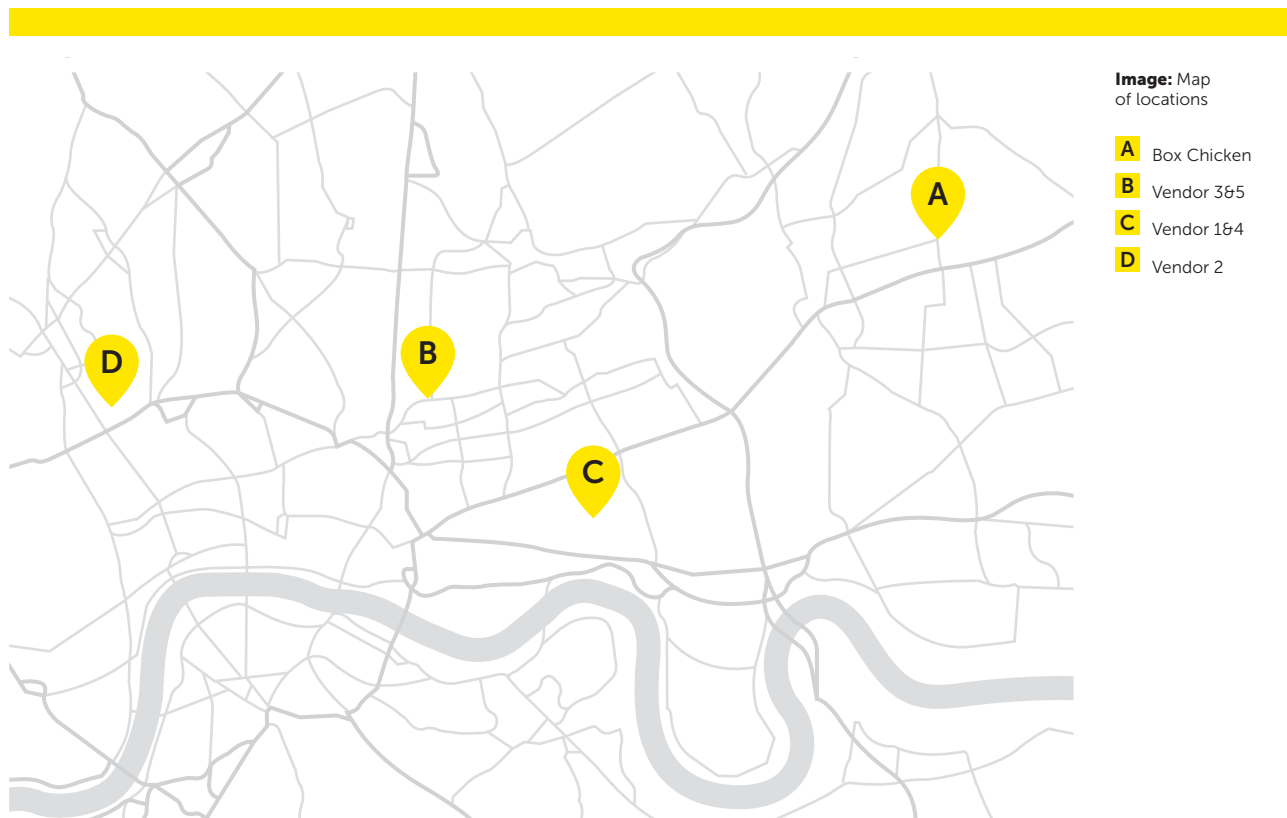 Image: Map
of locations
A Box Chicken
B Vendor 3&5
C Vendor 1&4
D Vendor 2
A
B
D
C